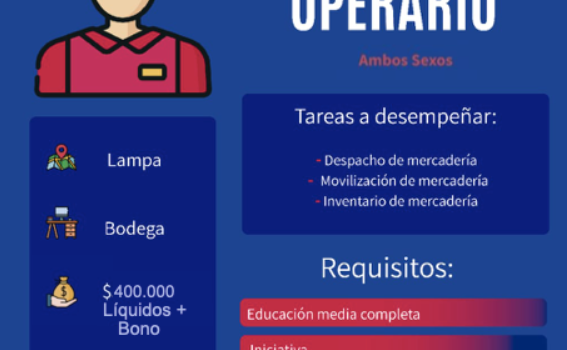 OPERARIO
Ambos Sexos
Tareas a desempeñar:
- Despacho de mercadería
- Movilización de mercadería
- Inventario de mercadería
Lampa
Bodega
$400.000
Líquidos +
Bono
Requisitos:
Educación media completa
Iniciativa